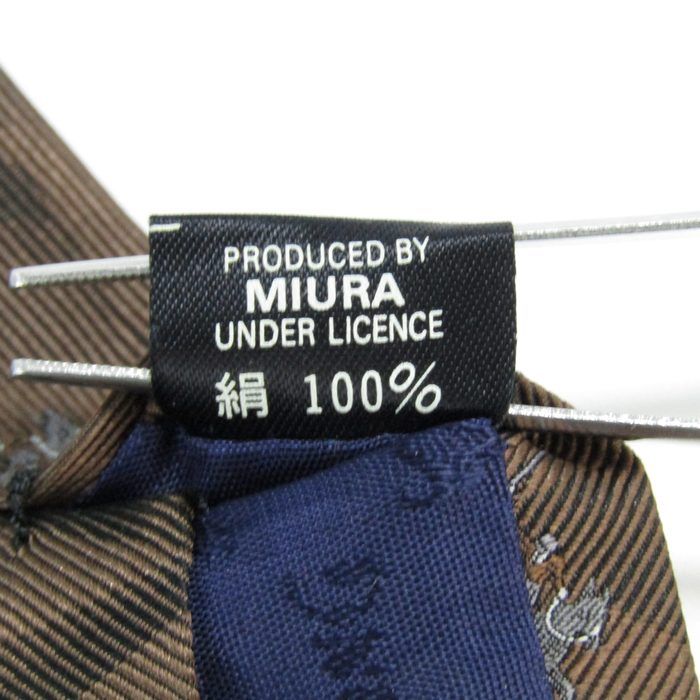 PRODUCED BY
MIURA
UNDER LICENCE
絹 100%